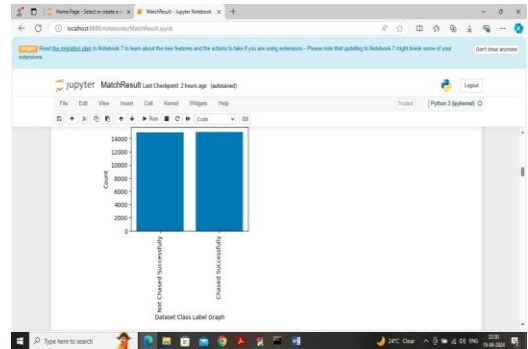 Home Page - Select or create a n
MatchResult - Jupyter Notebook
localhost:8888/notebooks/MatchResult.ipynb
Read the migration plan to Notebook 7 to learn about the new features and the actions to take if you are using extensions - Please note that updating to Notebook 7 might break some of your
extensions.
Don't show anymore
jupyter MatchResult Last Checkpoint: 2 hours ago (autosaved)
Logout
File Edit View Insert Cell Kernel Widgets Help
Trusted
Python 3 (ipykernel)
Run
Code
14000
12000
10000
8000
6000
4000
2000
0
Count
Not Chased Successfully
Chased Successfully
Dataset Class Label Graph
Type here to search
24°C Clear
ENG